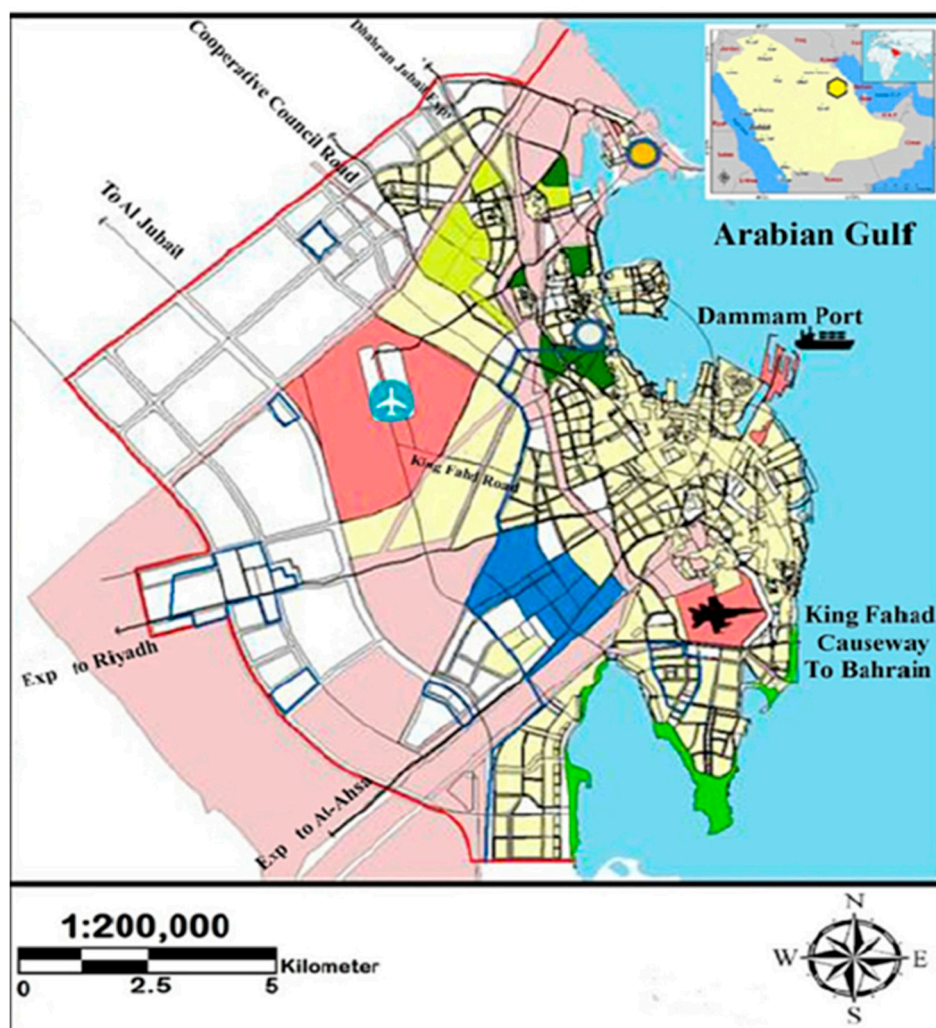 Cooperative Council Road
Dhahran Jubail Exp
To Al Jubail
Arabian Gulf
Dammam Port
King Fahd Road
King Fahad
Causeway
To Bahrain
Exp to Riyadh
Exp to Al-Ahsa
1:200,000
Kilometer
0 2.5 5
N
W E
S